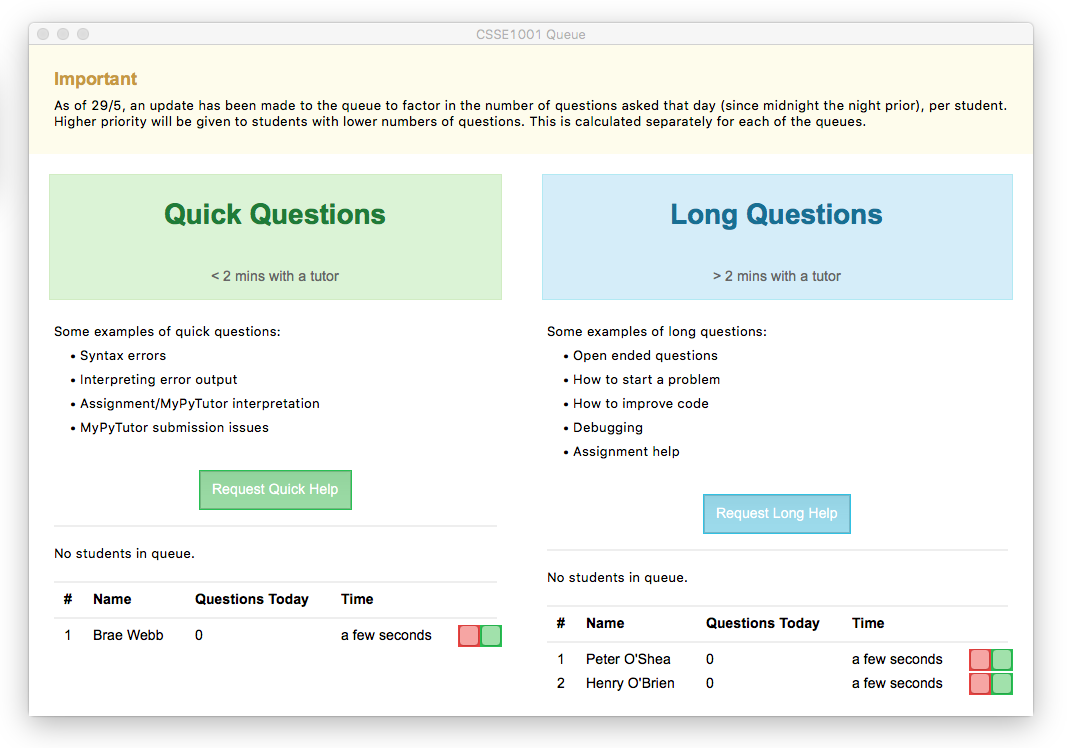 CSSE1001 Queue
Important
As of 29/5, an update has been made to the queue to factor in the number of questions asked that day (since midnight the night prior), per student.
Higher priority will be given to students with lower numbers of questions. This is calculated separately for each of the queues.
Quick Questions
< 2 mins with a tutor
Some examples of quick questions:
• Syntax errors
• Interpreting error output
• Assignment/MyPyTutor interpretation
• MyPyTutor submission issues
Request Quick Help
No students in queue.
# Name Questions Today Time
1 Brae Webb 0 a few seconds
Long Questions
> 2 mins with a tutor
Some examples of long questions:
• Open ended questions
• How to start a problem
• How to improve code
• Debugging
• Assignment help
Request Long Help
No students in queue.
# Name Questions Today Time
1 Peter O'Shea 0 a few seconds
2 Henry O'Brien 0 a few seconds